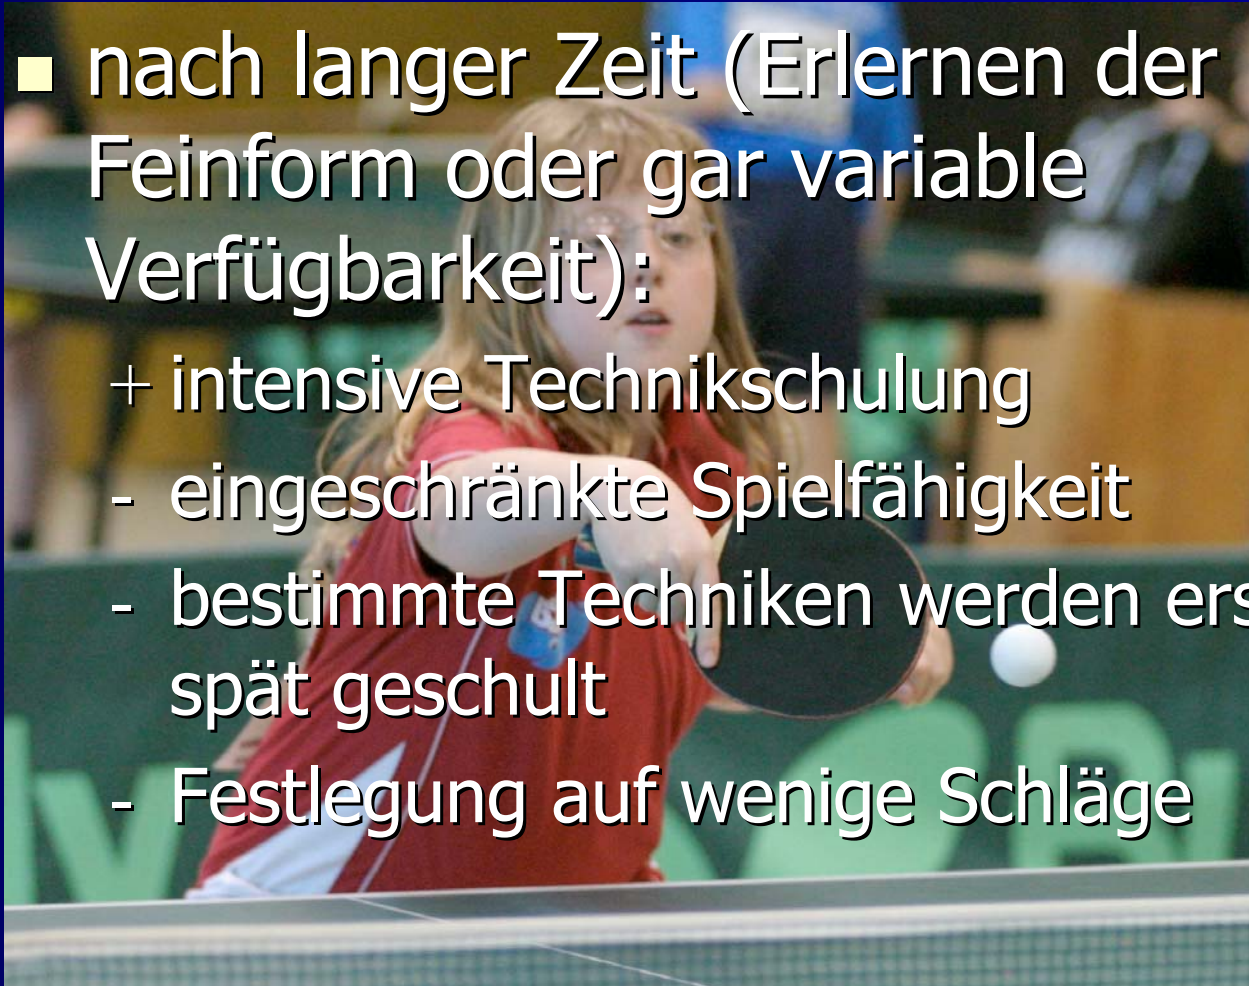 nach langer Zeit (Erlernen der
Feinform oder gar variable
Verfügbarkeit):
+ intensive Technikschulung
- eingeschränkte Spielfähigkeit
- bestimmte Techniken werden ers
spät geschult
- Festlegung auf wenige Schläge